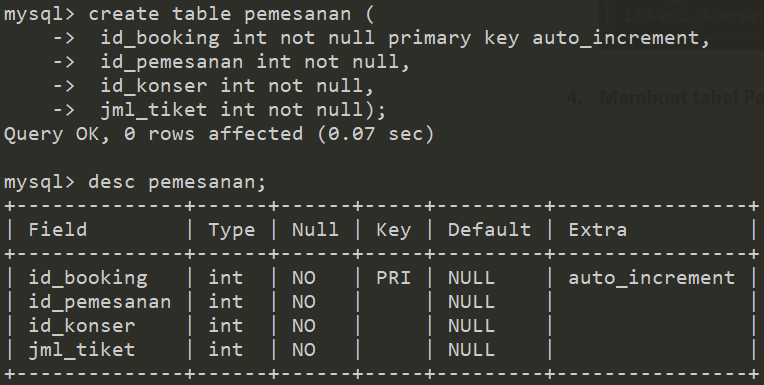 mysql> create table pemesanan (
    ->  id_booking int not null primary key auto_increment,
    ->  id_pemesanan int not null,
    ->  id_konser int not null,
    ->  jml_tiket int not null);
Query OK, 0 rows affected (0.07 sec)
mysql> desc pemesanan;
+--------------+------+------+-----+---------+----------------+
| Field        | Type | Null | Key | Default | Extra          |
+--------------+------+------+-----+---------+----------------+
| id_booking   | int  | NO   | PRI | NULL    | auto_increment |
| id_pemesanan | int  | NO   |     | NULL    |                |
| id_konser    | int  | NO   |     | NULL    |                |
| jml_tiket    | int  | NO   |     | NULL    |                |
+--------------+------+------+-----+---------+----------------+
| Lokasi_Konser
4. Membuat tabel Pe